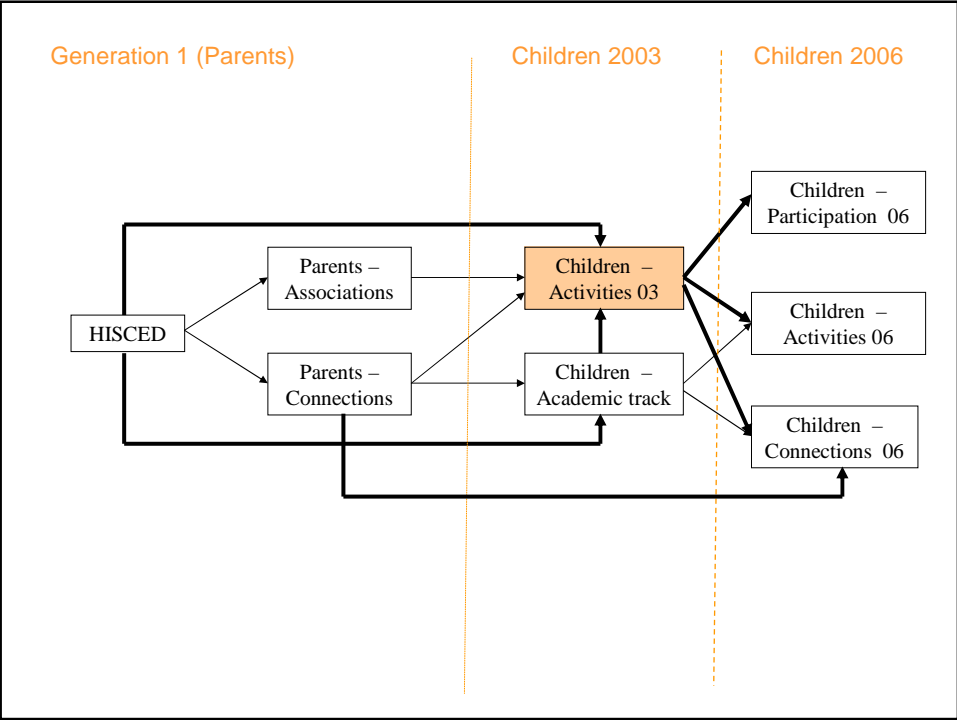 Generation 1 (Parents)
Children 2003
Children 2006
HISCED
Parents –
Associations
Parents –
Connections
Children –
Activities 03
Children –
Academic track
Children –
Participation 06
Children –
Activities 06
Children –
Connections 06